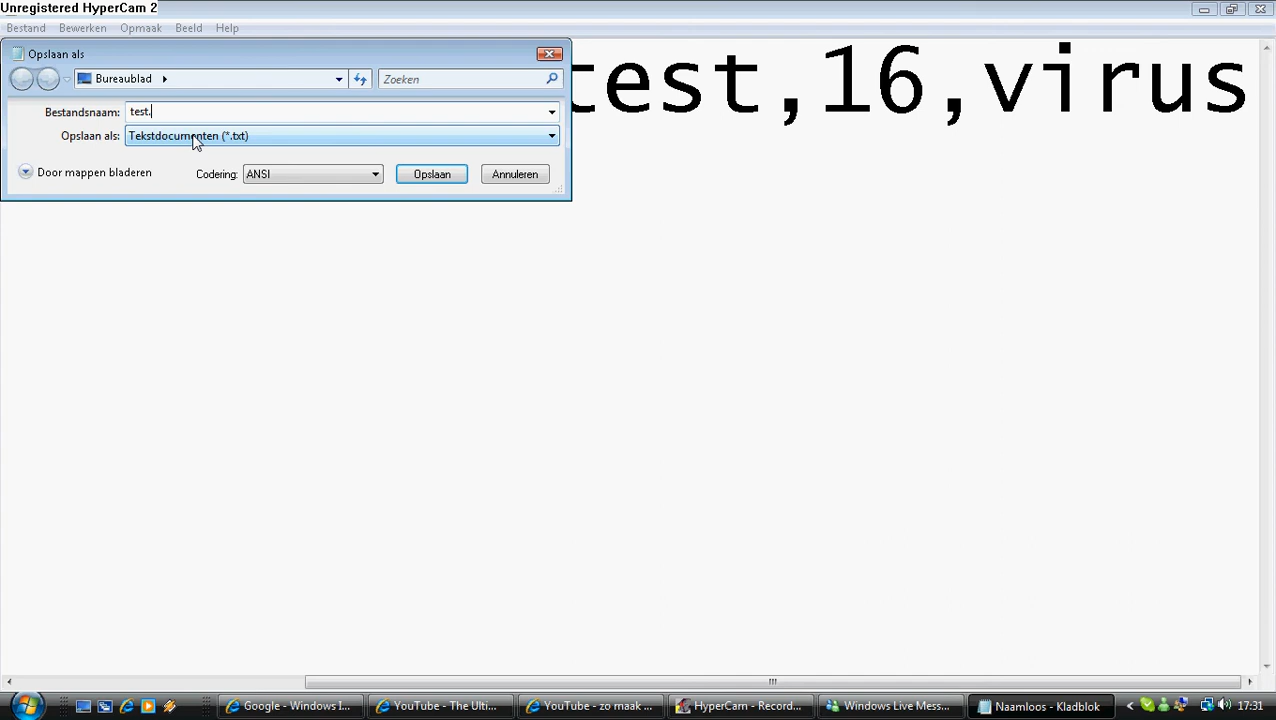 Unregistered HyperCam 2
Bestand Bewerken Opmaak Beeld Help
Opslaan als
test,16,virus
Bureaublad
Zoeken
Bestandsnaam: test.
Opslaan als: Tekstdocumenten (*.txt)
Door mappen bladeren
Codering: ANSI
Opslaan
Annuleren
Google - Windows I...
YouTube - The Ulti...
YouTube - zo maak ...
HyperCam - Record...
Windows Live Mess...
Naamloos - Kladblok
17:31